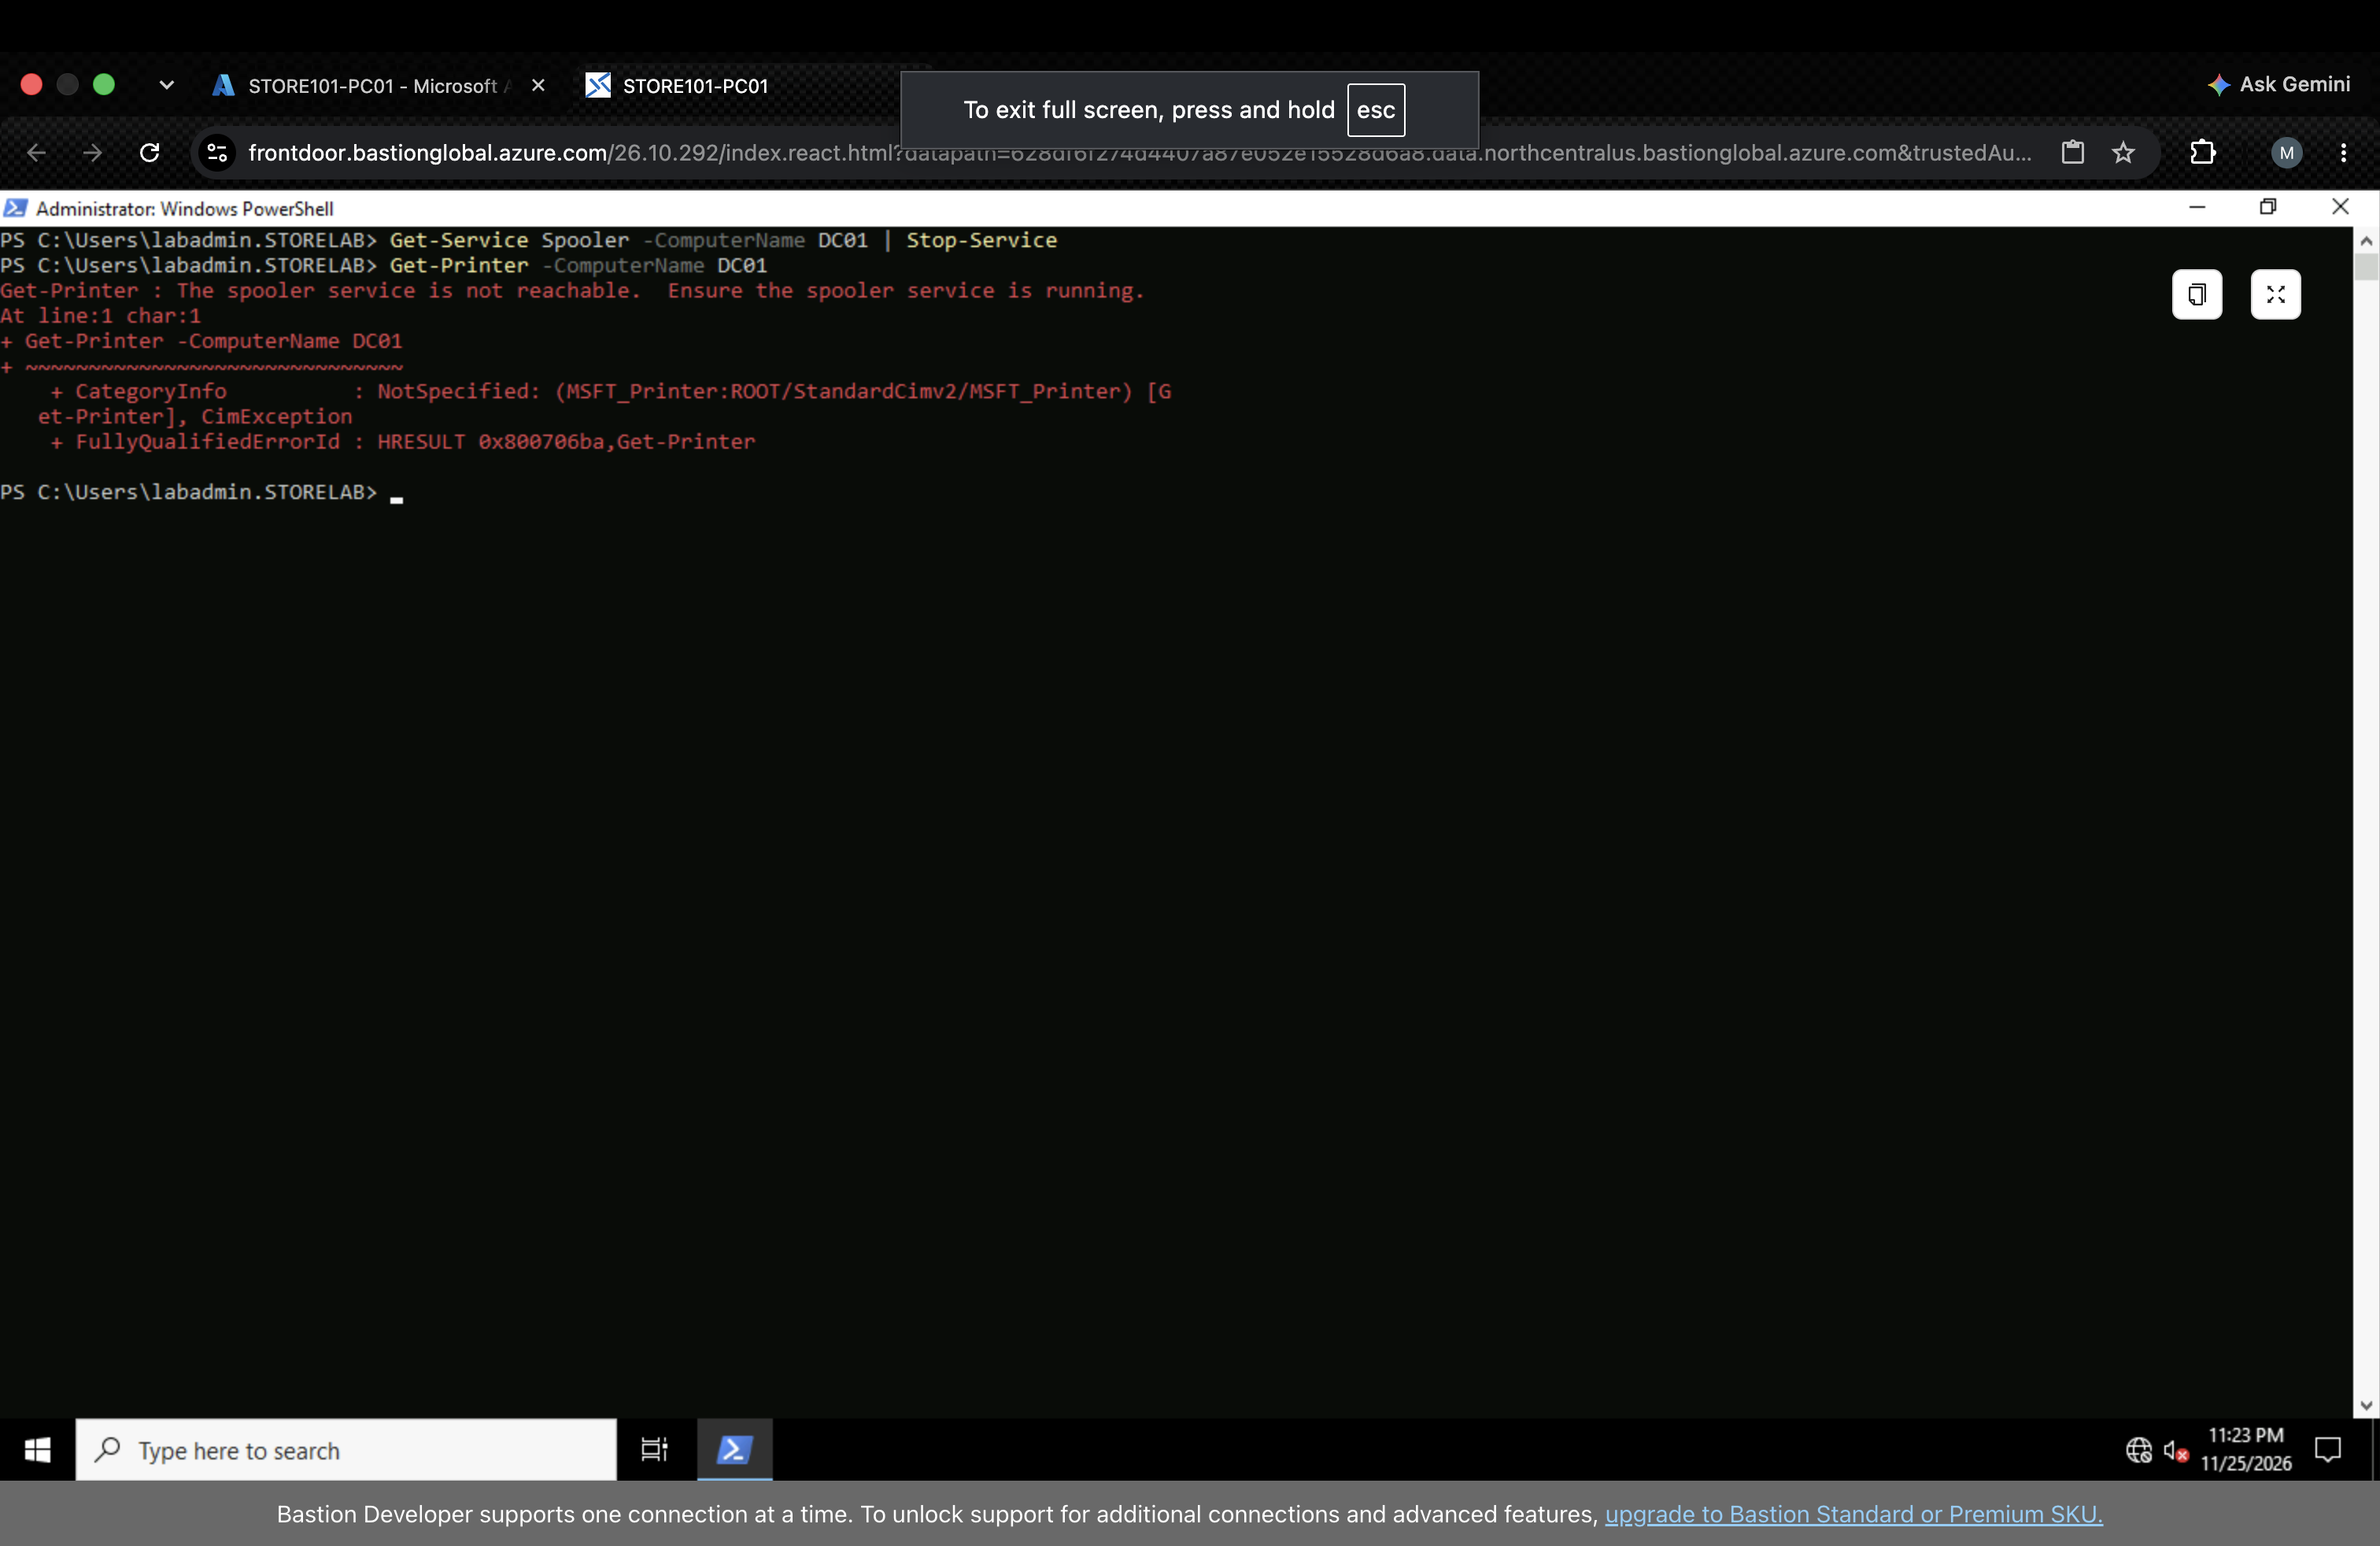 STORE101-PC01 - Microsoft
STORE101-PC01
To exit full screen, press and hold esc
Ask Gemini
frontdoor.bastionglobal.azure.com/26.10.292/index.react.html?datapath=628df6f274d4407a87e052e15528d6a8.data.northcentralus.bastionglobal.azure.com&trustedAu...
M
Administrator: Windows PowerShell
PS C:\Users\labadmin.STORELAB> Get-Service Spooler -ComputerName DC01 | Stop-Service
PS C:\Users\labadmin.STORELAB> Get-Printer -ComputerName DC01
Get-Printer : The spooler service is not reachable.  Ensure the spooler service is running.
At line:1 char:1
+ Get-Printer -ComputerName DC01
+ ~~~~~~~~~~~~~~~~~~~~~~~~~~~~~~
    + CategoryInfo          : NotSpecified: (MSFT_Printer:ROOT/StandardCimv2/MSFT_Printer) [G
   et-Printer], CimException
    + FullyQualifiedErrorId : HRESULT 0x800706ba,Get-Printer
PS C:\Users\labadmin.STORELAB>
Type here to search
11:23 PM
11/25/2026
Bastion Developer supports one connection at a time. To unlock support for additional connections and advanced features, upgrade to Bastion Standard or Premium SKU.